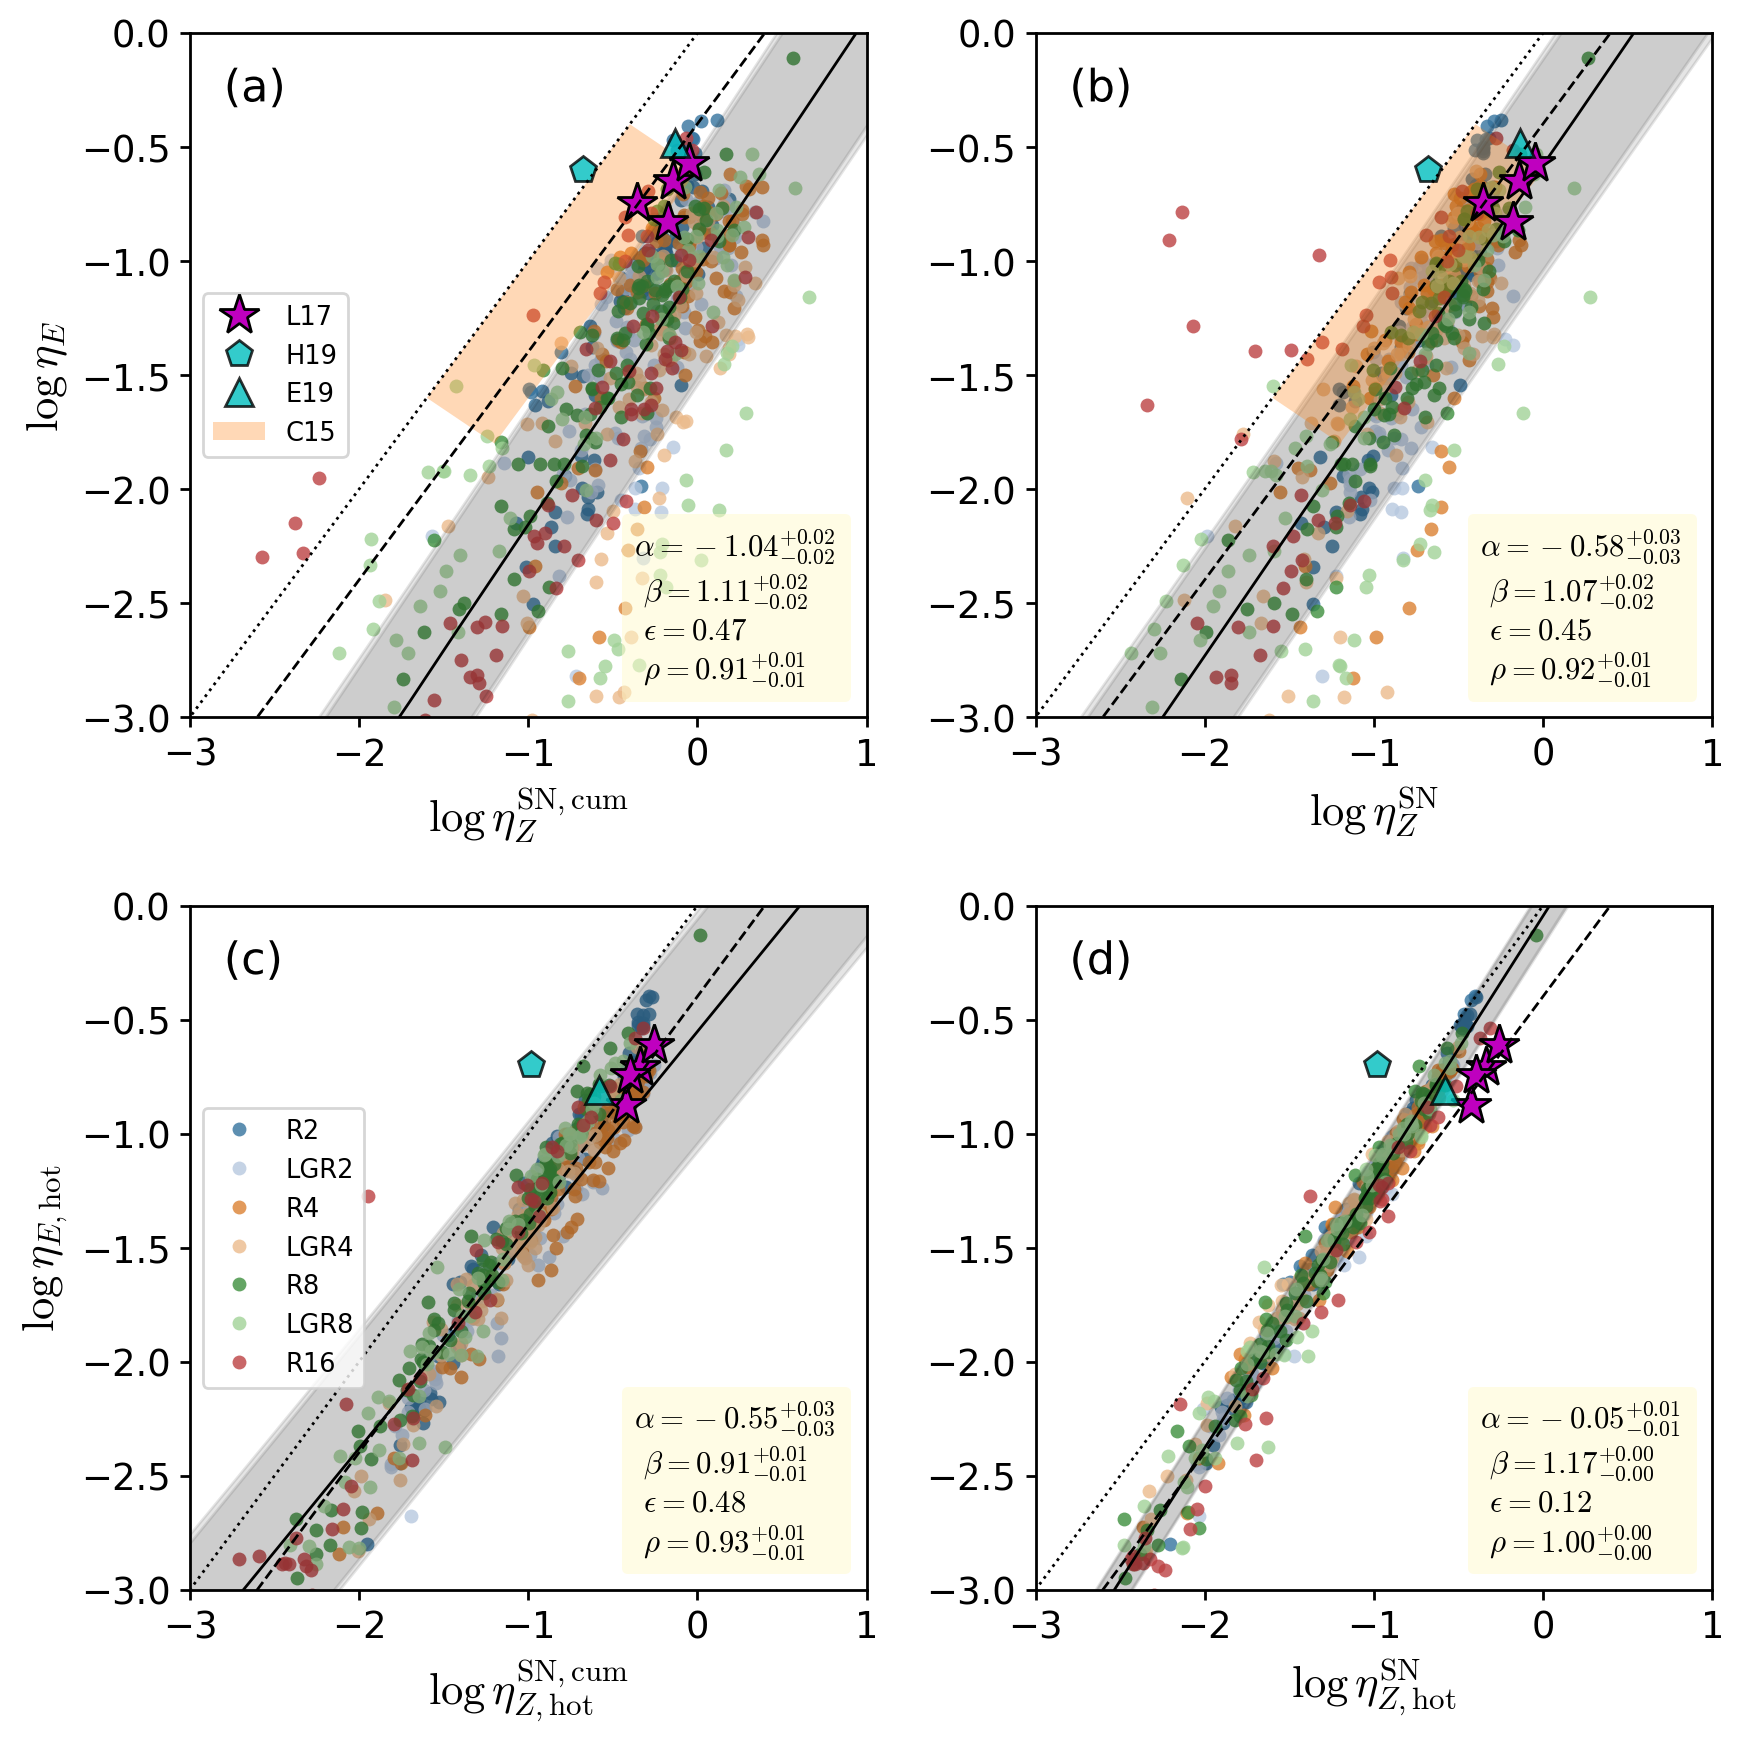 (a)
0.0
−0.5
−1.0
−1.5
−2.0
−2.5
−3.0
log η_E
L17
H19
E19
C15
α = −1.04^{+0.02}_{−0.02}
β = 1.11^{+0.02}_{−0.02}
ϵ = 0.47
ρ = 0.91^{+0.01}_{−0.01}
−3 −2 −1 0 1
log η_Z^{SN, cum}
(b)
0.0
−0.5
−1.0
−1.5
−2.0
−2.5
−3.0
α = −0.58^{+0.03}_{−0.03}
β = 1.07^{+0.02}_{−0.02}
ϵ = 0.45
ρ = 0.92^{+0.01}_{−0.01}
−3 −2 −1 0 1
log η_Z^{SN}
(c)
0.0
−0.5
−1.0
−1.5
−2.0
−2.5
−3.0
log η_{E, hot}
R2
LGR2
R4
LGR4
R8
LGR8
R16
α = −0.55^{+0.03}_{−0.03}
β = 0.91^{+0.01}_{−0.01}
ϵ = 0.48
ρ = 0.93^{+0.01}_{−0.01}
−3 −2 −1 0 1
log η_{Z, hot}^{SN, cum}
(d)
0.0
−0.5
−1.0
−1.5
−2.0
−2.5
−3.0
α = −0.05^{+0.01}_{−0.01}
β = 1.17^{+0.00}_{−0.00}
ϵ = 0.12
ρ = 1.00^{+0.00}_{−0.00}
−3 −2 −1 0 1
log η_{Z, hot}^{SN}